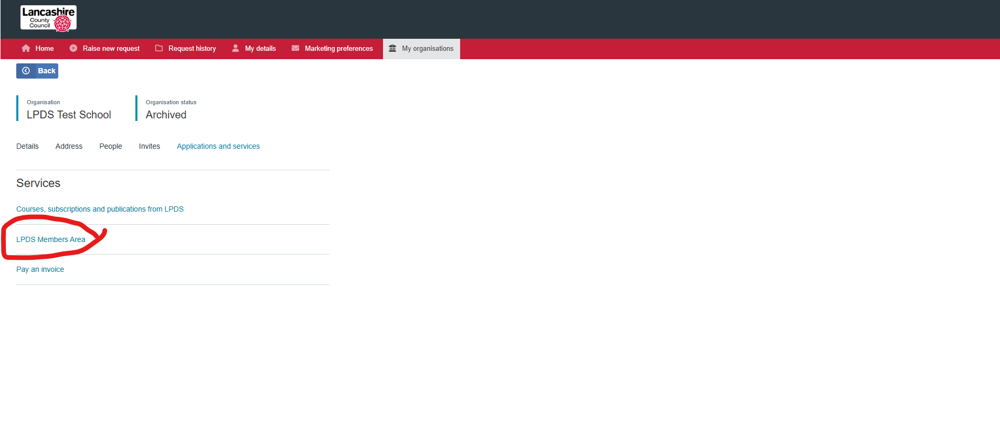 Lancashire
County
Council
Home Raise new request Request history My details Marketing preferences My organisations
Back
Organisation Organisation status
LPDS Test School Archived
Details Address People Invites Applications and services
Services
Courses, subscriptions and publications from LPDS
LPDS Members Area
Pay an invoice